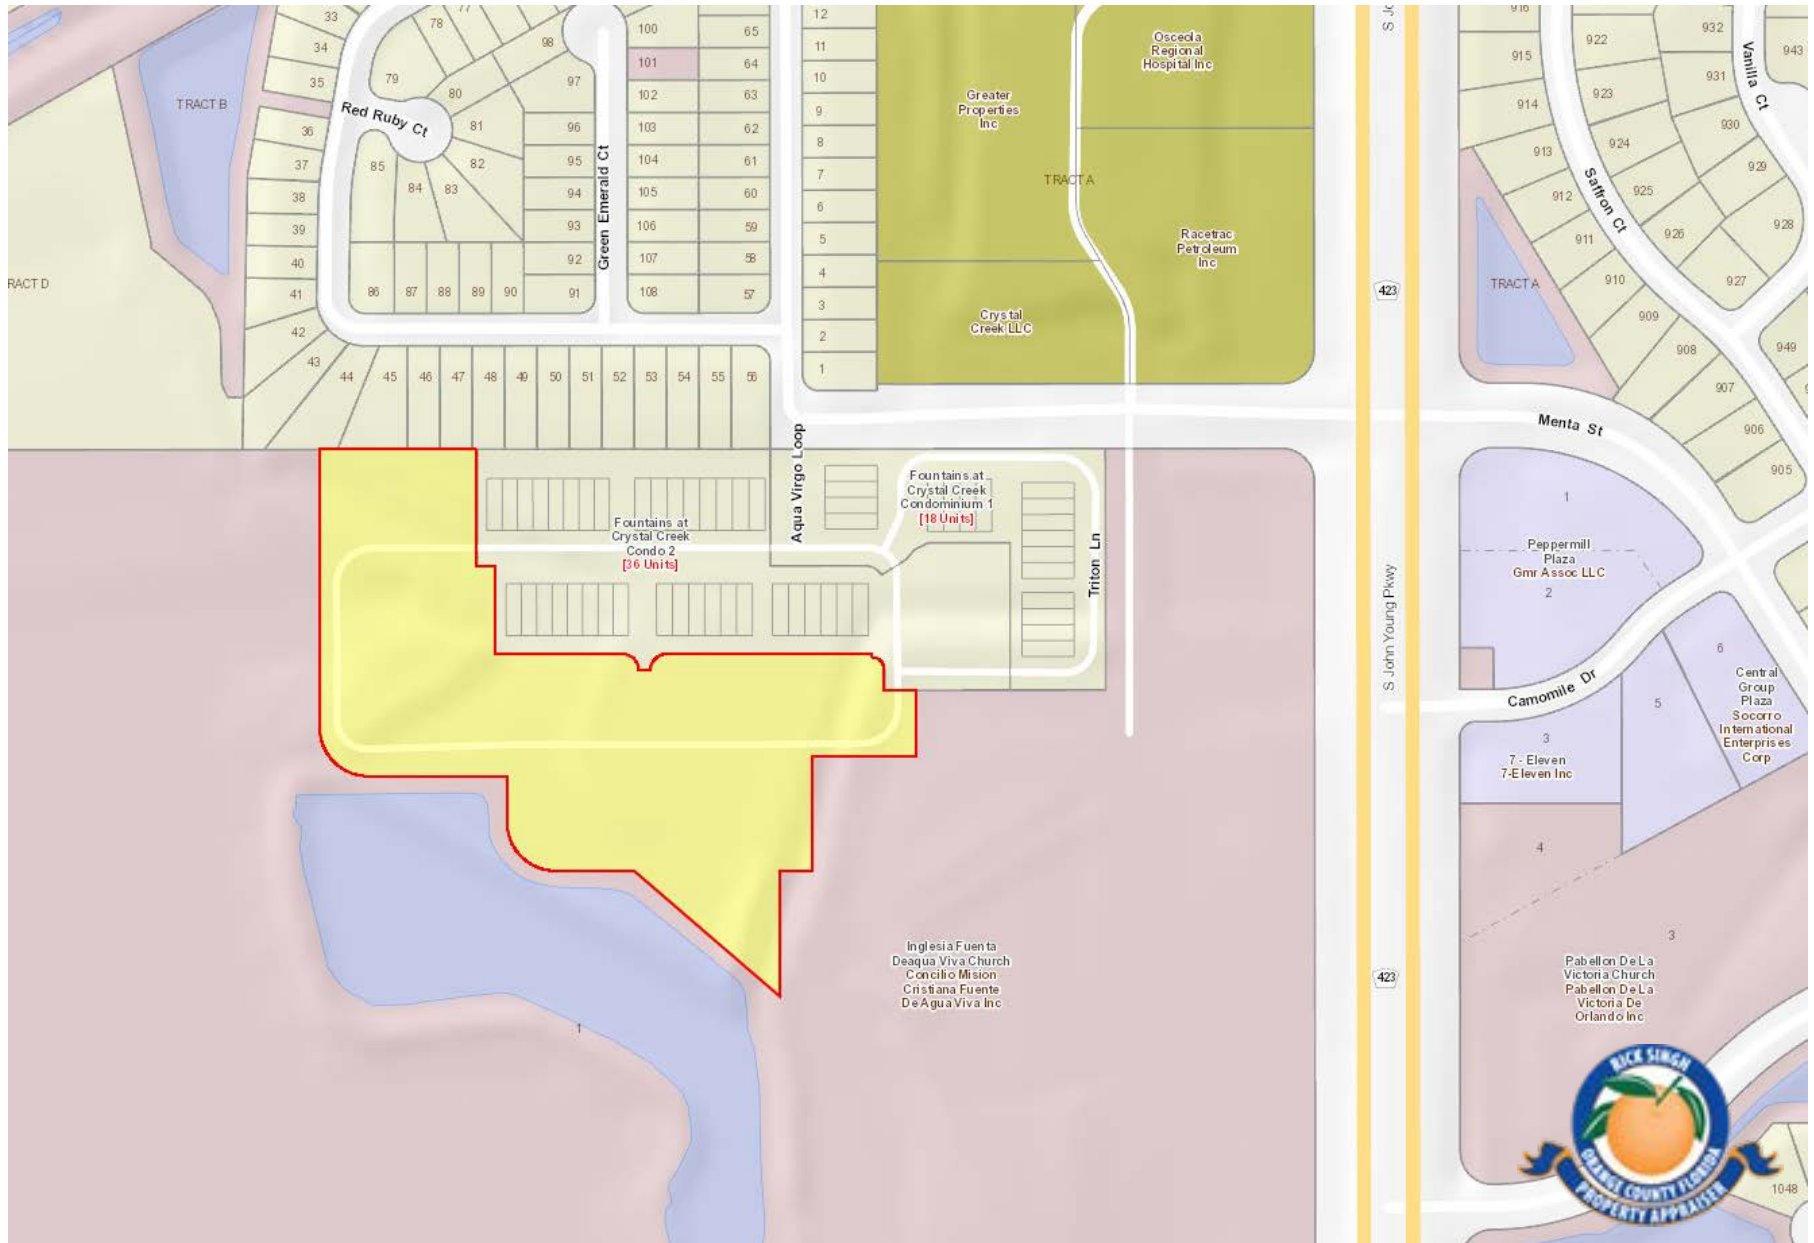 33
34
35
TRACT B
36
37
38
39
40
41
42
43
44
RACT D
77
78
79
80
81
82
83
84
85
Red Ruby Ct
98
97
96
95
94
93
92
91
86
87
88
89
90
Green Emerald Ct
100
101
102
103
104
105
106
107
108
65
64
63
62
61
60
59
58
57
12
11
10
9
8
7
6
5
4
3
2
1
45
46
47
48
49
50
51
52
53
54
55
56
Greater
Properties
Inc
Osceola
Regional
Hospital Inc
TRACT A
Racetrac
Petroleum
Inc
Crystal
Creek LLC
423
916
915
914
913
912
911
910
909
908
907
906
905
922
923
924
925
926
927
928
929
930
931
932
943
949
Vanilla Ct
Saffron Ct
TRACT A
Menta St
Aqua Virgo Loop
Fountains at
Crystal Creek
Condominium 1
[18 Units]
Fountains at
Crystal Creek
Condo 2
[36 Units]
Triton Ln
S John Young Pkwy
1
Peppermill
Plaza
Gmr Assoc LLC
2
Camomile Dr
3
7 - Eleven
7-Eleven Inc
5
6
Central
Group
Plaza
Socorro
International
Enterprises
Corp
4
3
Inglesia Fuenta
Deaqua Viva Church
Concilio Mision
Cristiana Fuente
De Agua Viva Inc
1
423
Pabellon De La
Victoria Church
Pabellon De La
Victoria De
Orlando Inc
1048
RICK SINGH
ORANGE COUNTY FLORIDA
PROPERTY APPRAISER